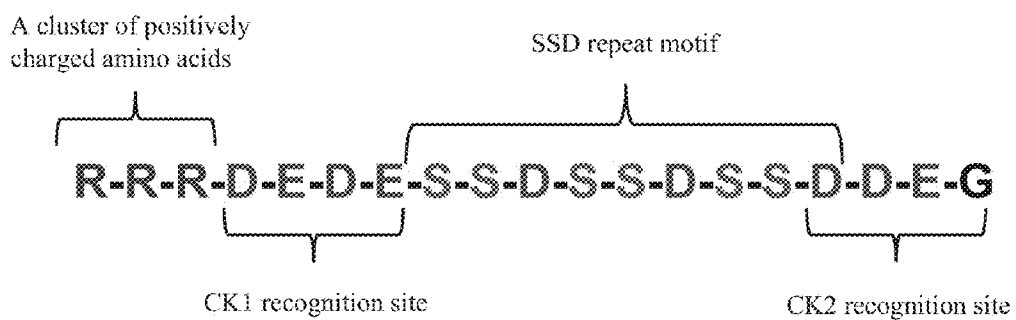 A cluster of positively
charged amino acids
SSD repeat motif
R-R-R-D-E-D-E-S-S-D-S-S-D-S-S-D-D-E-G
CK1 recognition site
CK2 recognition site